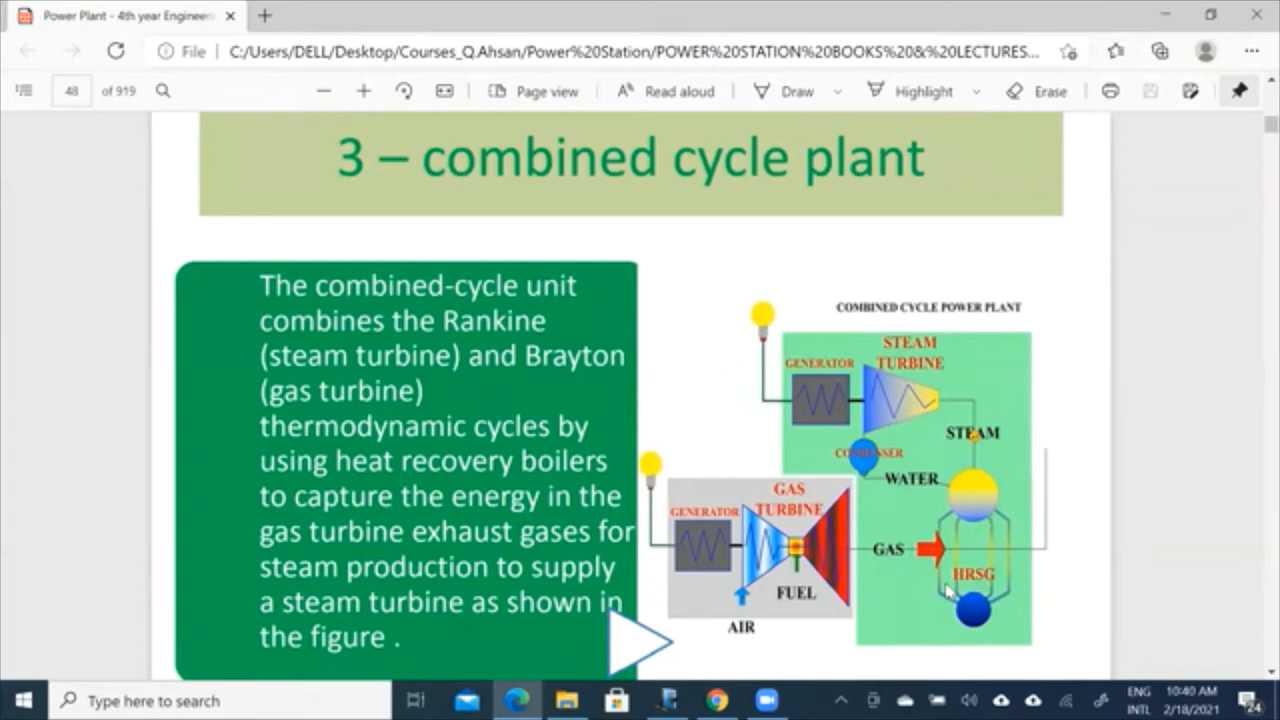 Power Plant - 4th year Engineeri
File
C:/Users/DELL/Desktop/Courses_Q.Ahsan/Power%20Station/POWER%20STATION%20BOOKS%20&%20LECTURES...
48 of 919
Page view
Read aloud
Draw
Highlight
Erase
3 – combined cycle plant
The combined-cycle unit
combines the Rankine
(steam turbine) and Brayton
(gas turbine)
thermodynamic cycles by
using heat recovery boilers
to capture the energy in the
gas turbine exhaust gases for
steam production to supply
a steam turbine as shown in
the figure .
COMBINED CYCLE POWER PLANT
STEAM
TURBINE
GENERATOR
STEAM
CONDENSER
WATER
GAS
TURBINE
GENERATOR
GAS
HRSG
FUEL
AIR
Type here to search
ENG
INTL
10:40 AM
2/18/2021
24